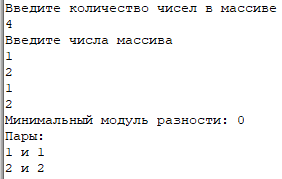 Введите количество чисел в массиве
4
Введите числа массива
1
2
1
2
Минимальный модуль разности: 0
Пары:
1 и 1
2 и 2